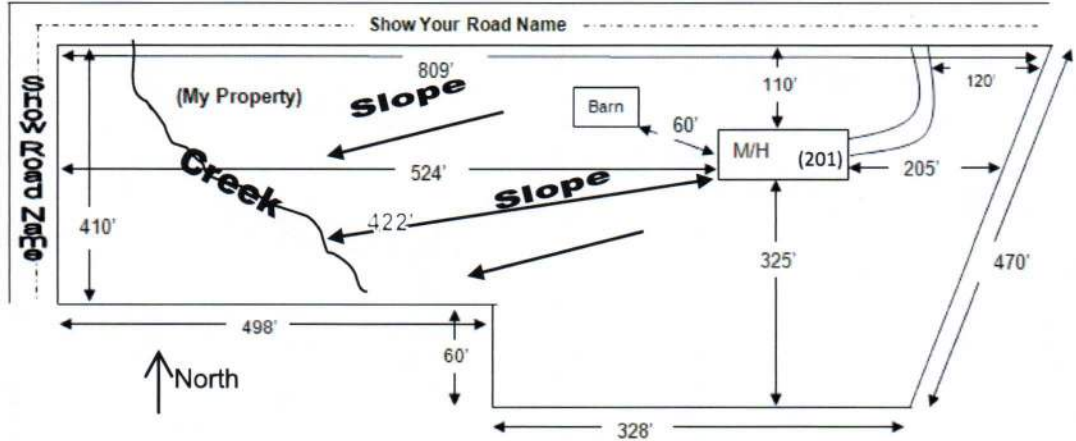 Show Your Road Name
Show Road Name
809'
110'
120'
(My Property)
Slope
Barn
60'
M/H
(201)
524'
205'
Creek
Slope
422'
410'
325'
470'
498'
60'
North
328'